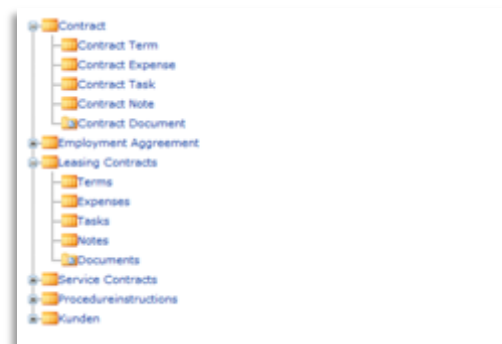 Contract
Contract Term
Contract Expense
Contract Task
Contract Note
Contract Document
Employment Aggreement
Leasing Contracts
Terms
Expenses
Tasks
Notes
Documents
Service Contracts
Procedureinstructions
Kunden